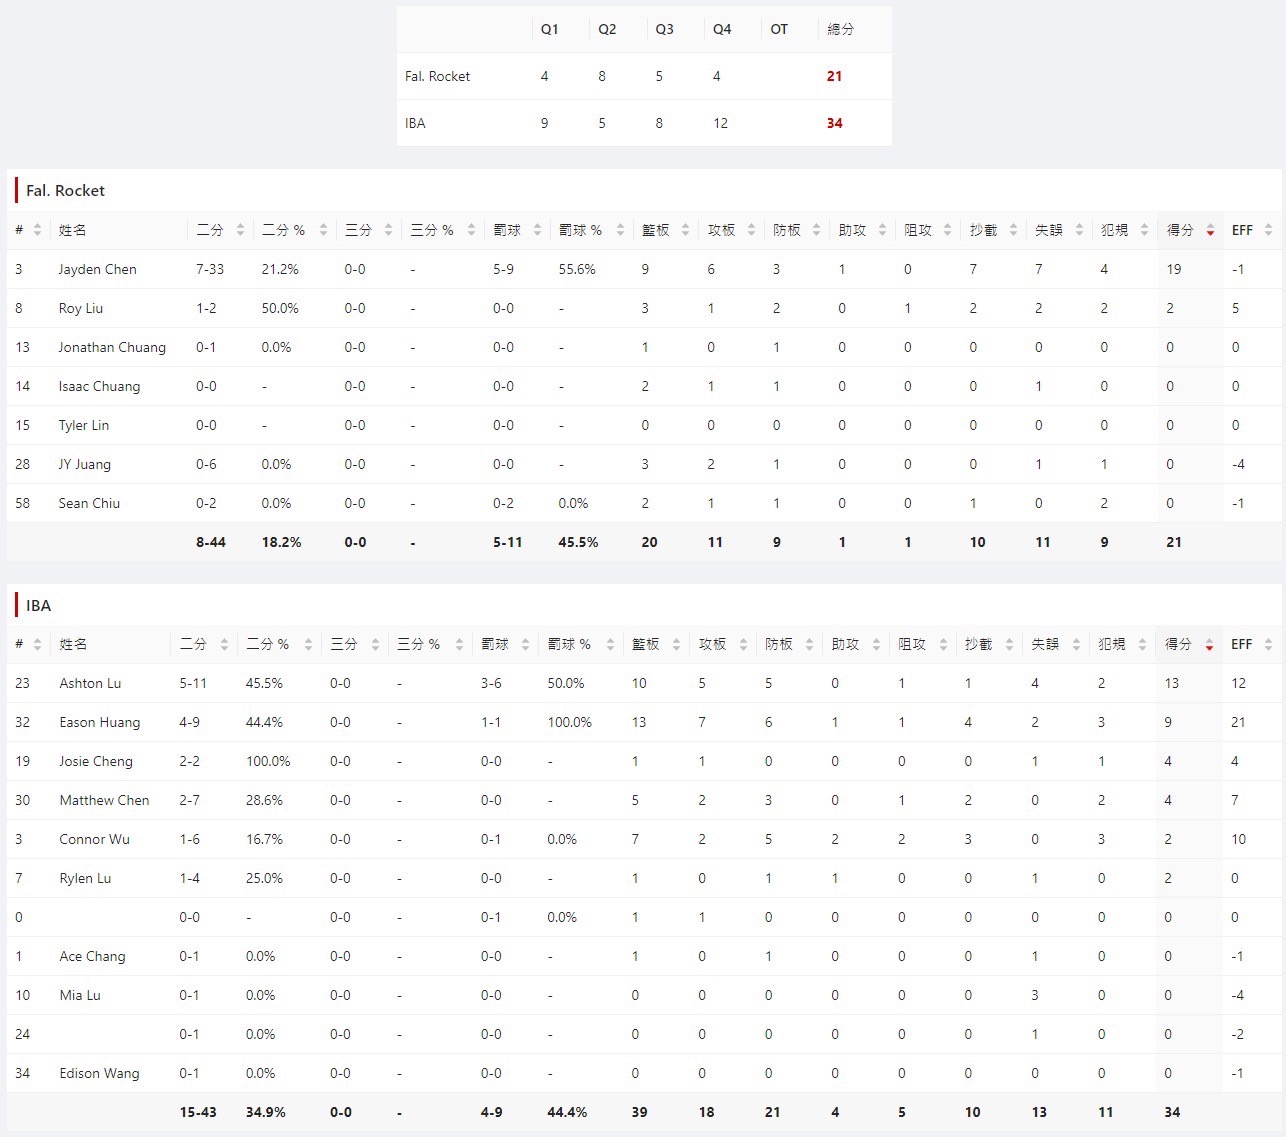 Q1 Q2 Q3 Q4 OT 總分
Fal. Rocket 4 8 5 4 21
IBA 9 5 8 12 34
Fal. Rocket
# 姓名 二分 二分 % 三分 三分 % 罰球 罰球 % 籃板 攻板 防板 助攻 阻攻 抄截 失誤 犯規 得分 EFF
3 Jayden Chen 7-33 21.2% 0-0 - 5-9 55.6% 9 6 3 1 0 7 7 4 19 -1
8 Roy Liu 1-2 50.0% 0-0 - 0-0 - 3 1 2 0 1 2 2 2 2 5
13 Jonathan Chuang 0-1 0.0% 0-0 - 0-0 - 1 0 1 0 0 0 0 0 0 0
14 Isaac Chuang 0-0 - 0-0 - 0-0 - 2 1 1 0 0 0 1 0 0 0
15 Tyler Lin 0-0 - 0-0 - 0-0 - 0 0 0 0 0 0 0 0 0 0
28 JY Juang 0-6 0.0% 0-0 - 0-0 - 3 2 1 0 0 0 1 1 0 -4
58 Sean Chiu 0-2 0.0% 0-0 - 0-2 0.0% 2 1 1 0 0 1 0 2 0 -1
8-44 18.2% 0-0 - 5-11 45.5% 20 11 9 1 1 10 11 9 21
IBA
# 姓名 二分 二分 % 三分 三分 % 罰球 罰球 % 籃板 攻板 防板 助攻 阻攻 抄截 失誤 犯規 得分 EFF
23 Ashton Lu 5-11 45.5% 0-0 - 3-6 50.0% 10 5 5 0 1 1 4 2 13 12
32 Eason Huang 4-9 44.4% 0-0 - 1-1 100.0% 13 7 6 1 1 4 2 3 9 21
19 Josie Cheng 2-2 100.0% 0-0 - 0-0 - 1 1 0 0 0 0 1 1 4 4
30 Matthew Chen 2-7 28.6% 0-0 - 0-0 - 5 2 3 0 1 2 0 2 4 7
3 Connor Wu 1-6 16.7% 0-0 - 0-1 0.0% 7 2 5 2 2 3 0 3 2 10
7 Rylen Lu 1-4 25.0% 0-0 - 0-0 - 1 0 1 1 0 0 1 0 2 0
0 0-0 - 0-0 - 0-1 0.0% 1 1 0 0 0 0 0 0 0 0
1 Ace Chang 0-1 0.0% 0-0 - 0-0 - 1 0 1 0 0 0 1 0 0 -1
10 Mia Lu 0-1 0.0% 0-0 - 0-0 - 0 0 0 0 0 0 3 0 0 -4
24 0-1 0.0% 0-0 - 0-0 - 0 0 0 0 0 0 1 0 0 -2
34 Edison Wang 0-1 0.0% 0-0 - 0-0 - 0 0 0 0 0 0 0 0 0 -1
15-43 34.9% 0-0 - 4-9 44.4% 39 18 21 4 5 10 13 11 34